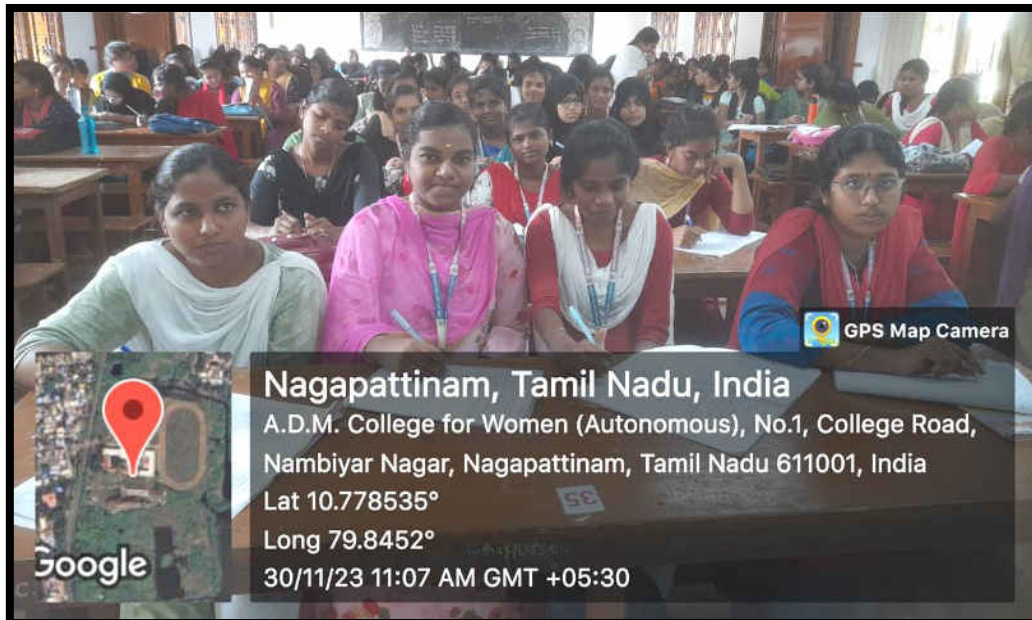 GPS Map Camera
Nagapattinam, Tamil Nadu, India
A.D.M. College for Women (Autonomous), No.1, College Road,
Nambiyar Nagar, Nagapattinam, Tamil Nadu 611001, India
Lat 10.778535°
Long 79.8452°
30/11/23 11:07 AM GMT +05:30
Google
35